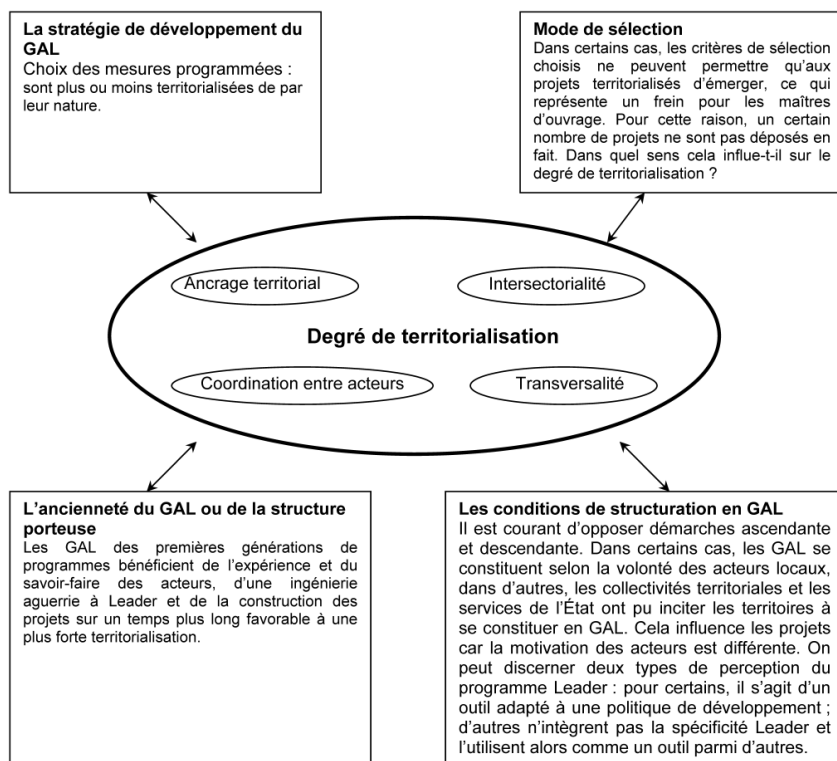 La stratégie de développement du
GAL
Choix des mesures programmées :
sont plus ou moins territorialisées de par
leur nature.
Mode de sélection
Dans certains cas, les critères de sélection
choisis ne peuvent permettre qu’aux
projets territorialisés d’émerger, ce qui
représente un frein pour les maîtres
d’ouvrage. Pour cette raison, un certain
nombre de projets ne sont pas déposés en
fait. Dans quel sens cela influe-t-il sur le
degré de territorialisation ?
Ancrage territorial
Intersectorialité
Degré de territorialisation
Coordination entre acteurs
Transversalité
L’ancienneté du GAL ou de la structure
porteuse
Les GAL des premières générations de
programmes bénéficient de l’expérience et du
savoir-faire des acteurs, d’une ingénierie
aguerrie à Leader et de la construction des
projets sur un temps plus long favorable à une
plus forte territorialisation.
Les conditions de structuration en GAL
Il est courant d’opposer démarches ascendante
et descendante. Dans certains cas, les GAL se
constituent selon la volonté des acteurs locaux,
dans d’autres, les collectivités territoriales et les
services de l’État ont pu inciter les territoires à
se constituer en GAL. Cela influence les projets
car la motivation des acteurs est différente. On
peut discerner deux types de perception du
programme Leader : pour certains, il s’agit d’un
outil adapté à une politique de développement ;
d’autres n’intègrent pas la spécificité Leader et
l’utilisent alors comme un outil parmi d’autres.